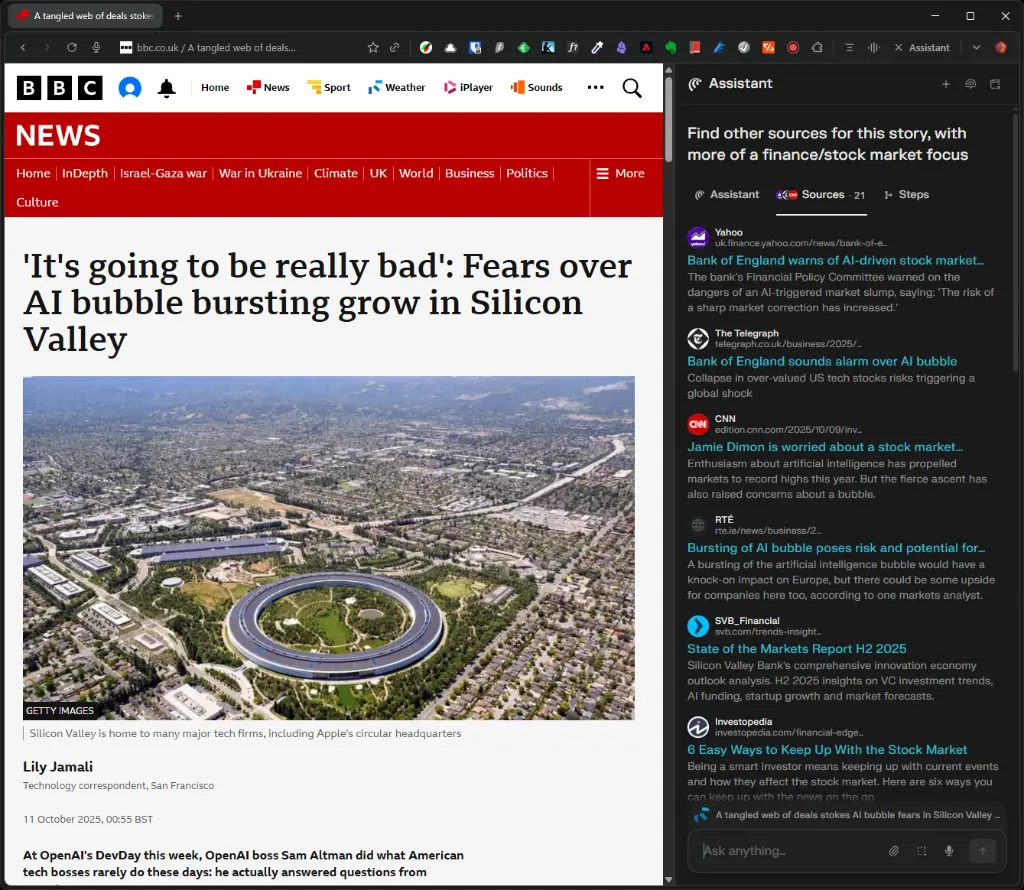 A tangled web of deals stokes
bbc.co.uk / A tangled web of deals...
Assistant
BBC
Home
News
Sport
Weather
iPlayer
Sounds
NEWS
Home
InDepth
Israel-Gaza war
War in Ukraine
Climate
UK
World
Business
Politics
Culture
More
'It's going to be really bad': Fears over
AI bubble bursting grow in Silicon
Valley
GETTY IMAGES
Silicon Valley is home to many major tech firms, including Apple's circular headquarters
Lily Jamali
Technology correspondent, San Francisco
11 October 2025, 00:55 BST
At OpenAI's DevDay this week, OpenAI boss Sam Altman did what American
tech bosses rarely do these days: he actually answered questions from
Assistant
Find other sources for this story, with
more of a finance/stock market focus
Assistant
Sources · 21
Steps
Yahoo
uk.finance.yahoo.com/news/bank-of-e...
Bank of England warns of AI-driven stock market...
The bank's Financial Policy Committee warned on the
dangers of an AI-triggered market slump, saying: 'The risk of
a sharp market correction has increased.'
The Telegraph
telegraph.co.uk/business/2025/...
Bank of England sounds alarm over AI bubble
Collapse in over-valued US tech stocks risks triggering a
global shock
CNN
CNN
edition.cnn.com/2025/10/09/inv...
Jamie Dimon is worried about a stock market...
Enthusiasm about artificial intelligence has propelled
markets to record highs this year. But the fierce ascent has
also raised concerns about a bubble.
RTÉ
rte.ie/news/business/2...
Bursting of AI bubble poses risk and potential for...
A bursting of the artificial intelligence bubble would have a
knock-on impact on Europe, but there could be some upside
for companies here too, according to one markets analyst.
SVB_Financial
svb.com/trends-insight...
State of the Markets Report H2 2025
Silicon Valley Bank's comprehensive innovation economy
outlook analysis. H2 2025 insights on VC investment trends,
AI funding, startup growth and market forecasts.
Investopedia
investopedia.com/financial-edge...
6 Easy Ways to Keep Up With the Stock Market
Being a smart investor means keeping up with current events
and how they affect the stock market. Here are six ways you
can keep up with the news on the go.
A tangled web of deals stokes AI bubble fears in Silicon Valley ...
Ask anything...